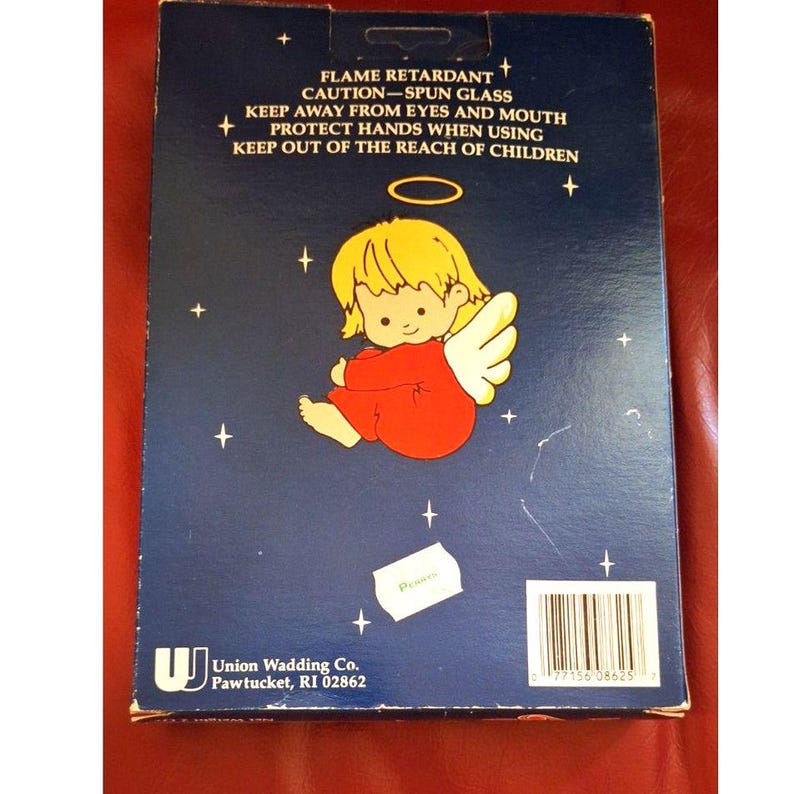 FLAME RETARDANT
CAUTION—SPUN GLASS
KEEP AWAY FROM EYES AND MOUTH
PROTECT HANDS WHEN USING
KEEP OUT OF THE REACH OF CHILDREN
PERRYS
UW Union Wadding Co.
Pawtucket, RI 02862
0 77156 08625 7